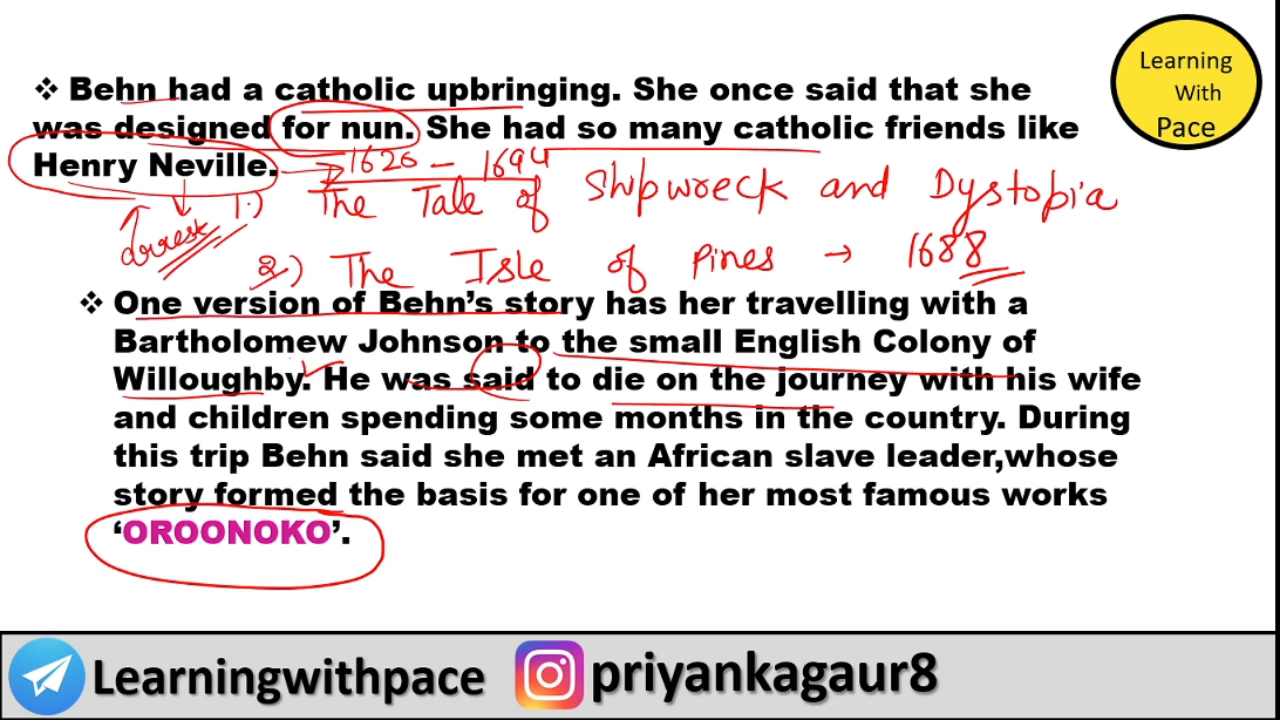 Learning
With
Pace
❖ Behn had a catholic upbringing. She once said that she
was designed for nun. She had so many catholic friends like
Henry Neville.
1620 - 1694
1.) The Tale of Shipwreck and Dystopia
arrest
2.) The Isle of Pines → 1688
❖ One version of Behn's story has her travelling with a
Bartholomew Johnson to the small English Colony of
Willoughby. He was said to die on the journey with his wife
and children spending some months in the country. During
this trip Behn said she met an African slave leader,whose
story formed the basis for one of her most famous works
‘OROONOKO’.
Learningwithpace
priyankagaur8